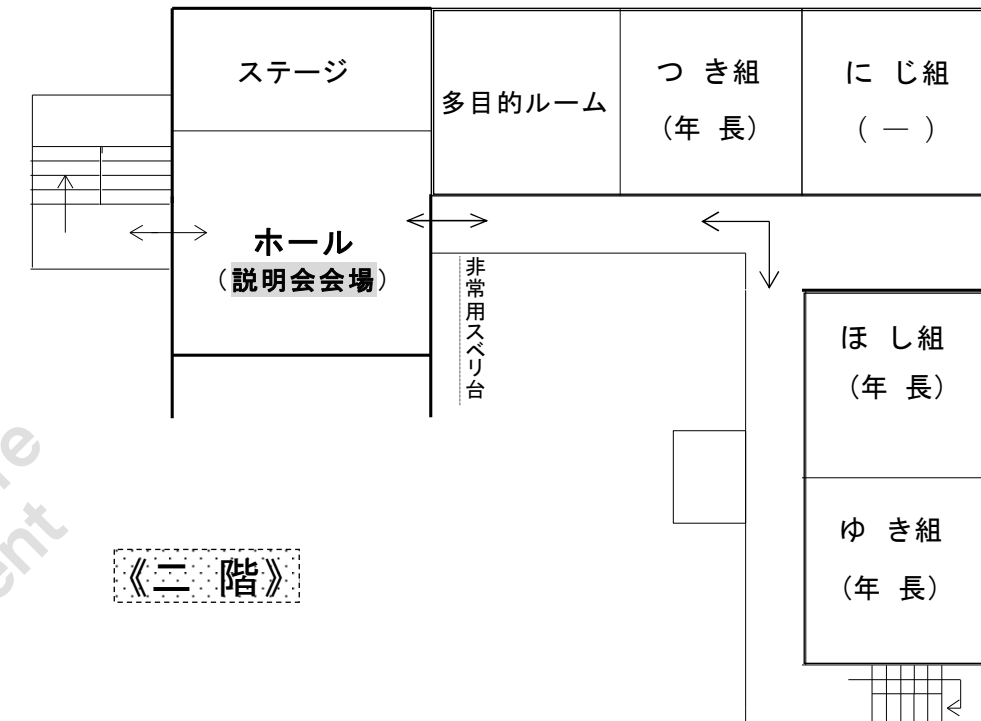 ステージ
多目的ルーム
つ き組
(年 長)
に じ組
( ― )
ホール
(説明会会場)
非常用スベリ台
ほ し組
(年 長)
ゆ き組
(年 長)
《二 階》